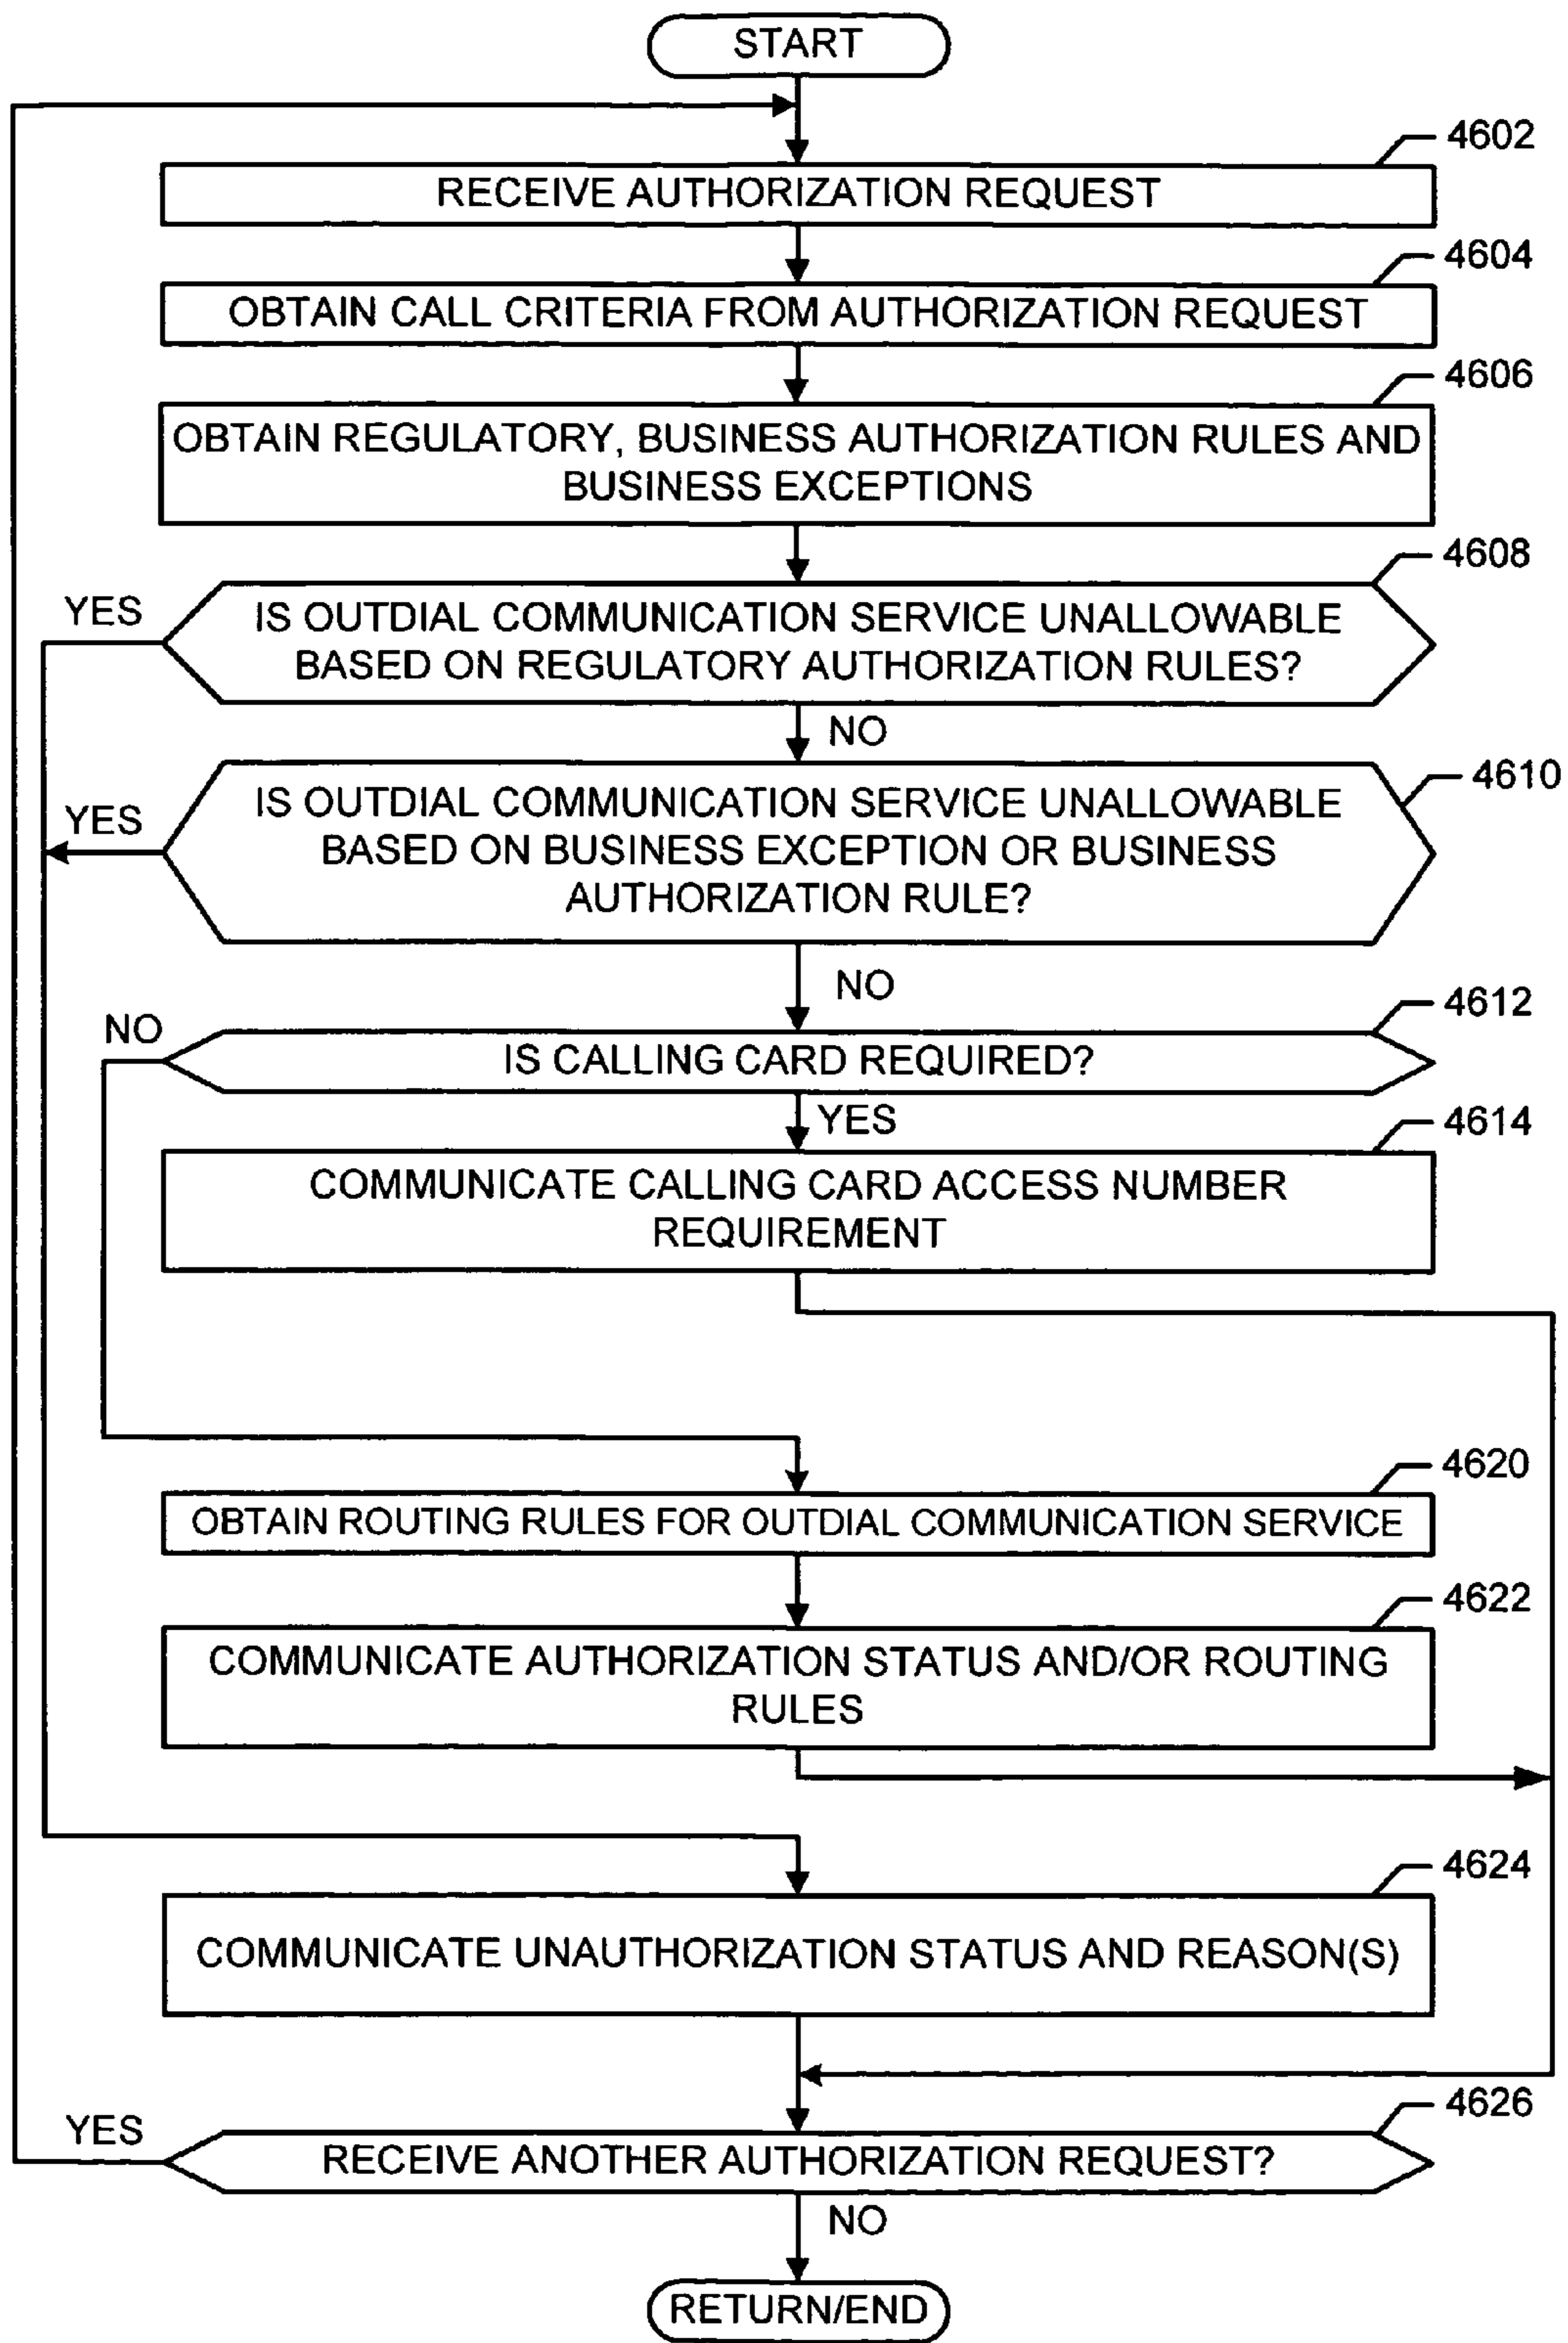 START
4602
RECEIVE AUTHORIZATION REQUEST
4604
OBTAIN CALL CRITERIA FROM AUTHORIZATION REQUEST
4606
OBTAIN REGULATORY, BUSINESS AUTHORIZATION RULES AND
BUSINESS EXCEPTIONS
4608
YES
IS OUTDIAL COMMUNICATION SERVICE UNALLOWABLE
BASED ON REGULATORY AUTHORIZATION RULES?
NO
4610
YES
IS OUTDIAL COMMUNICATION SERVICE UNALLOWABLE
BASED ON BUSINESS EXCEPTION OR BUSINESS
AUTHORIZATION RULE?
NO
4612
NO
IS CALLING CARD REQUIRED?
YES
4614
COMMUNICATE CALLING CARD ACCESS NUMBER
REQUIREMENT
4620
OBTAIN ROUTING RULES FOR OUTDIAL COMMUNICATION SERVICE
4622
COMMUNICATE AUTHORIZATION STATUS AND/OR ROUTING
RULES
4624
COMMUNICATE UNAUTHORIZATION STATUS AND REASON(S)
4626
YES
RECEIVE ANOTHER AUTHORIZATION REQUEST?
NO
RETURN/END